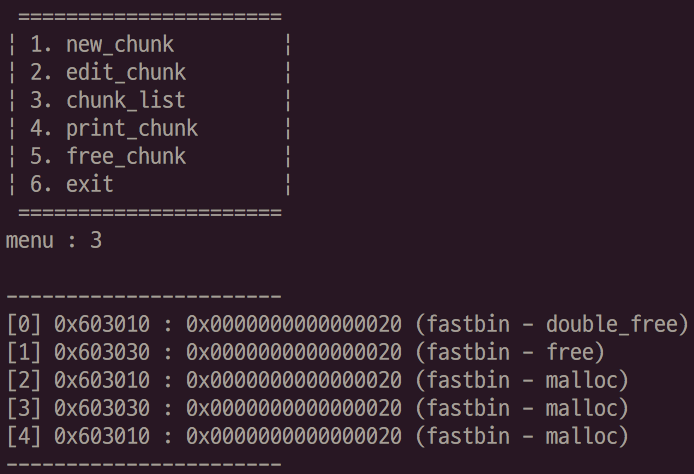 ======================
¦ 1. new_chunk         ¦
¦ 2. edit_chunk        ¦
¦ 3. chunk_list        ¦
¦ 4. print_chunk       ¦
¦ 5. free_chunk        ¦
¦ 6. exit              ¦
======================
menu : 3
-----------------------
[0] 0x603010 : 0x0000000000000020 (fastbin - double_free)
[1] 0x603030 : 0x0000000000000020 (fastbin - free)
[2] 0x603010 : 0x0000000000000020 (fastbin - malloc)
[3] 0x603030 : 0x0000000000000020 (fastbin - malloc)
[4] 0x603010 : 0x0000000000000020 (fastbin - malloc)
-----------------------